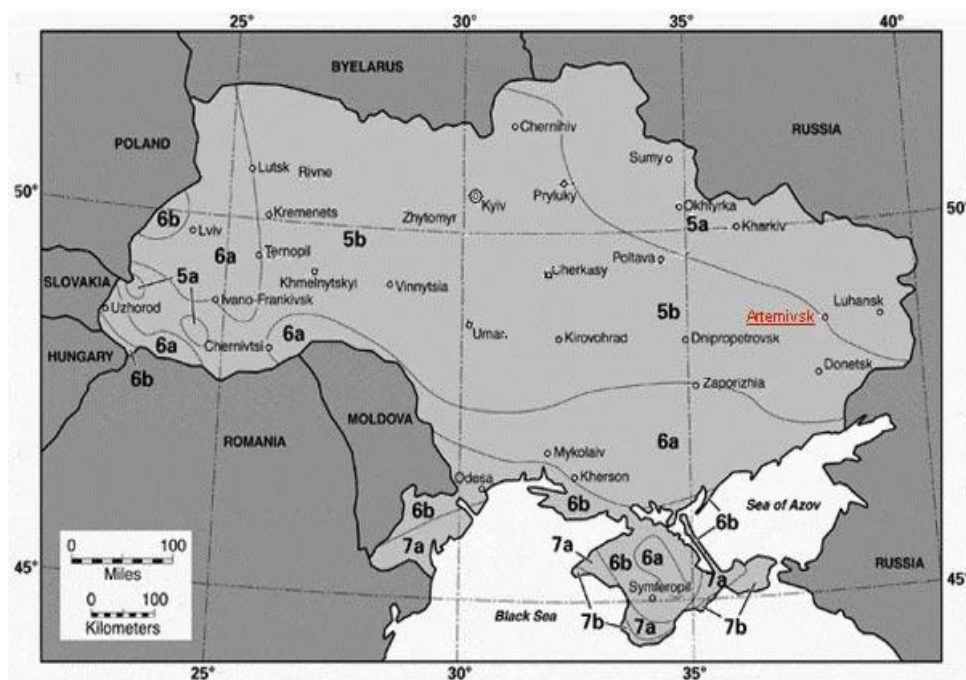 25°
30°
35°
40°
BYELARUS
Chernihiv
RUSSIA
POLAND
Sumy
Lutsk
Rivne
Pryluky
50°
Kyiv
Okhtyrka
50°
6b
Kremenets
Zhytomyr
5a
Kharkiv
Lviv
5b
6a
Ternopil
Poltava
Cherkasy
SLOVAKIA
5a
Khmelnytskyi
Vinnytsia
Luhansk
Uzhorod
Ivano-Frankivsk
5b
Artemivsk
6a
Umar.
Kirovohrad
Dnipropetrovsk
HUNGARY
6a
Chernivtsi
Donetsk
6b
Zaporizhia
MOLDOVA
ROMANIA
6a
Mykolaiv
Odesa
Kherson
6b
6b
Sea of Azov
6b
0 100
Miles
7a
7a
6b
6a
7a
RUSSIA
45°
45°
Symferopil
0 100
Kilometers
Black Sea
7b
7a
7b
25°
30°
35°